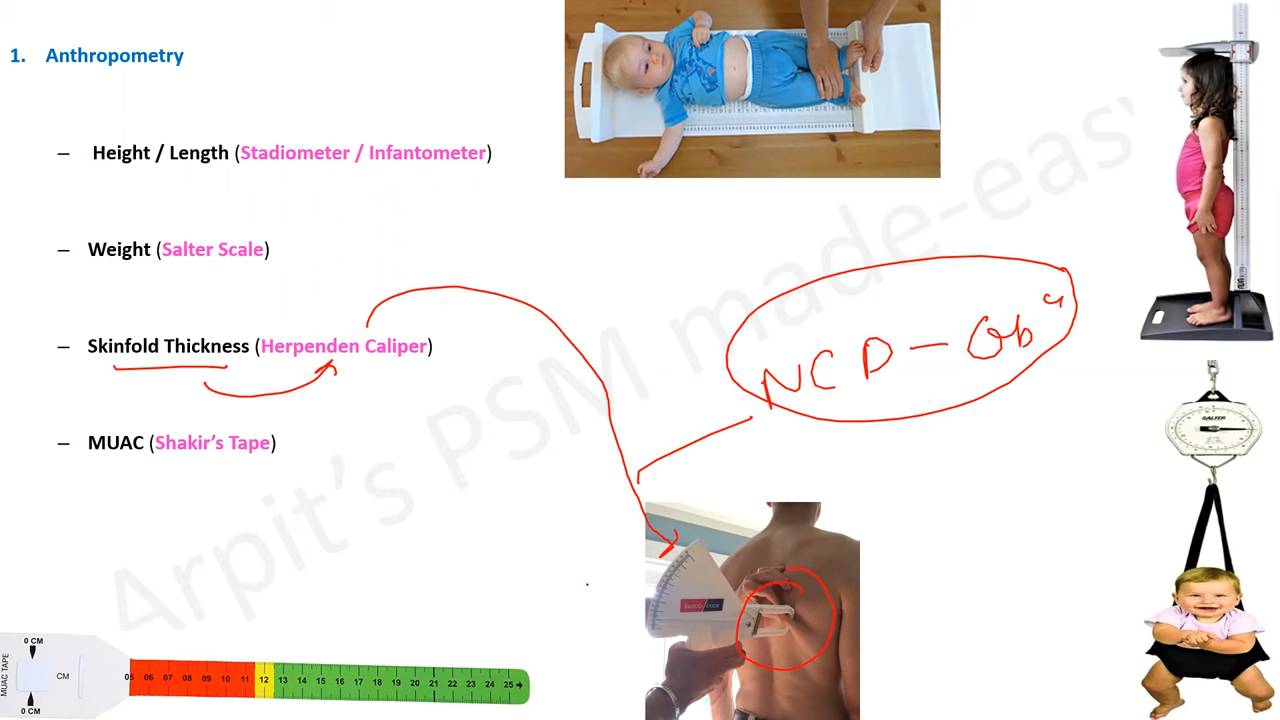 1. Anthropometry
– Height / Length (Stadiometer / Infantometer)
– Weight (Salter Scale)
– Skinfold Thickness (Herpenden Caliper)
– MUAC (Shakir's Tape)
NCD – Ob
Arpit's PSM made-easy
SALTER
0 CM
MUAC TAPE
CM
05 06 07 08 09 10 11 12 13 14 15 16 17 18 19 20 21 22 23 24 25
0 CM